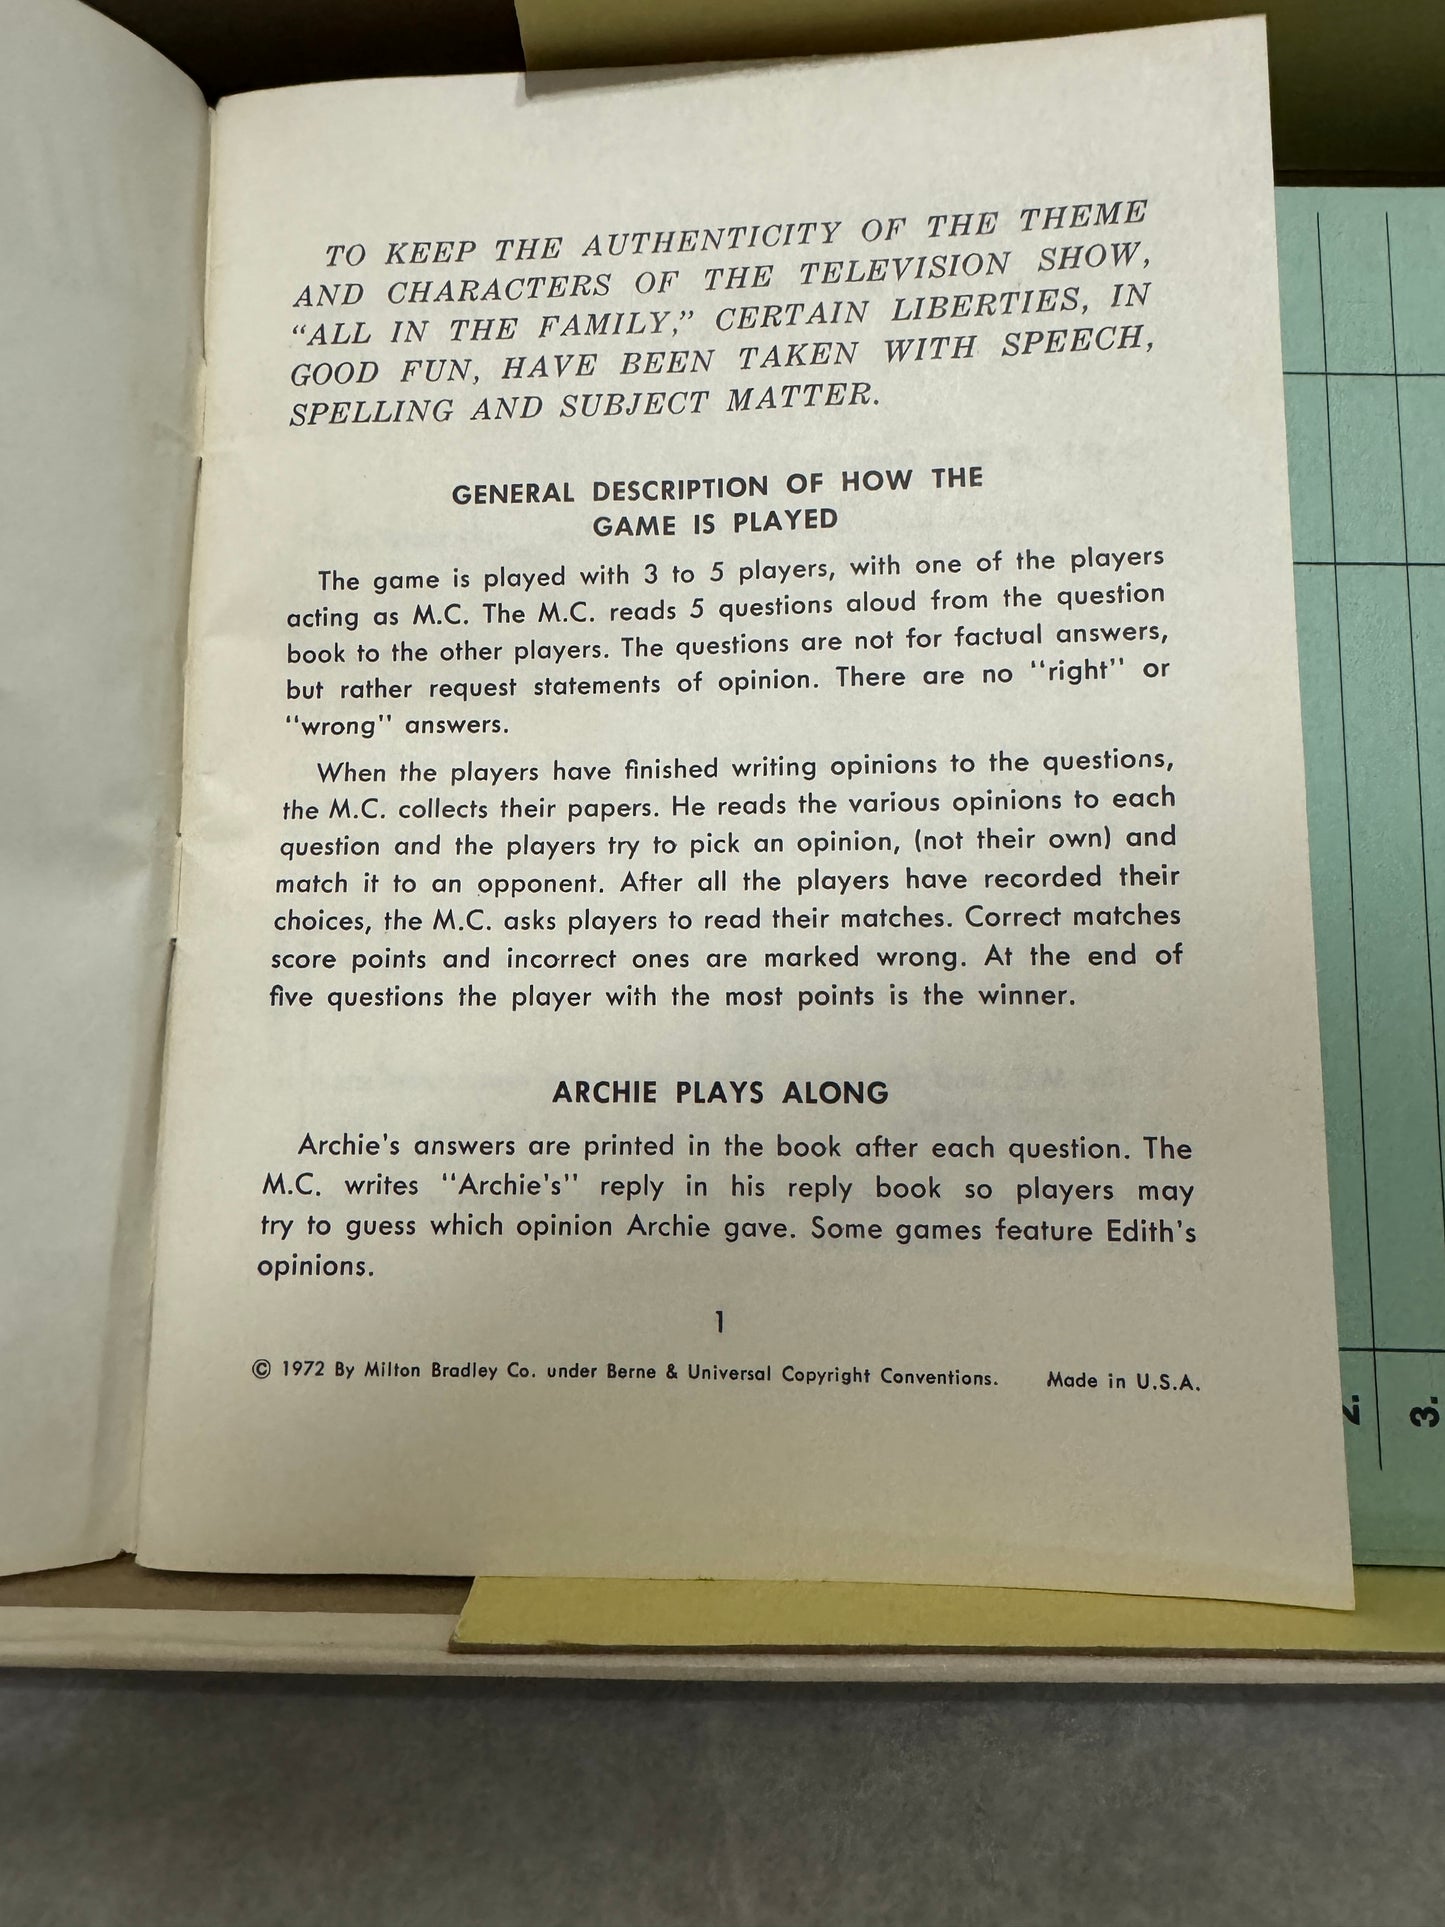 TO KEEP THE AUTHENTICITY OF THE THEME
AND CHARACTERS OF THE TELEVISION SHOW,
“ALL IN THE FAMILY,” CERTAIN LIBERTIES, IN
GOOD FUN, HAVE BEEN TAKEN WITH SPEECH,
SPELLING AND SUBJECT MATTER.
GENERAL DESCRIPTION OF HOW THE
GAME IS PLAYED
The game is played with 3 to 5 players, with one of the players
acting as M.C. The M.C. reads 5 questions aloud from the question
book to the other players. The questions are not for factual answers,
but rather request statements of opinion. There are no "right" or
"wrong" answers.
When the players have finished writing opinions to the questions,
the M.C. collects their papers. He reads the various opinions to each
question and the players try to pick an opinion, (not their own) and
match it to an opponent. After all the players have recorded their
choices, the M.C. asks players to read their matches. Correct matches
score points and incorrect ones are marked wrong. At the end of
five questions the player with the most points is the winner.
ARCHIE PLAYS ALONG
Archie's answers are printed in the book after each question. The
M.C. writes "Archie's" reply in his reply book so players may
try to guess which opinion Archie gave. Some games feature Edith's
opinions.
1
© 1972 By Milton Bradley Co. under Berne & Universal Copyright Conventions. Made in U.S.A.
2.
3.